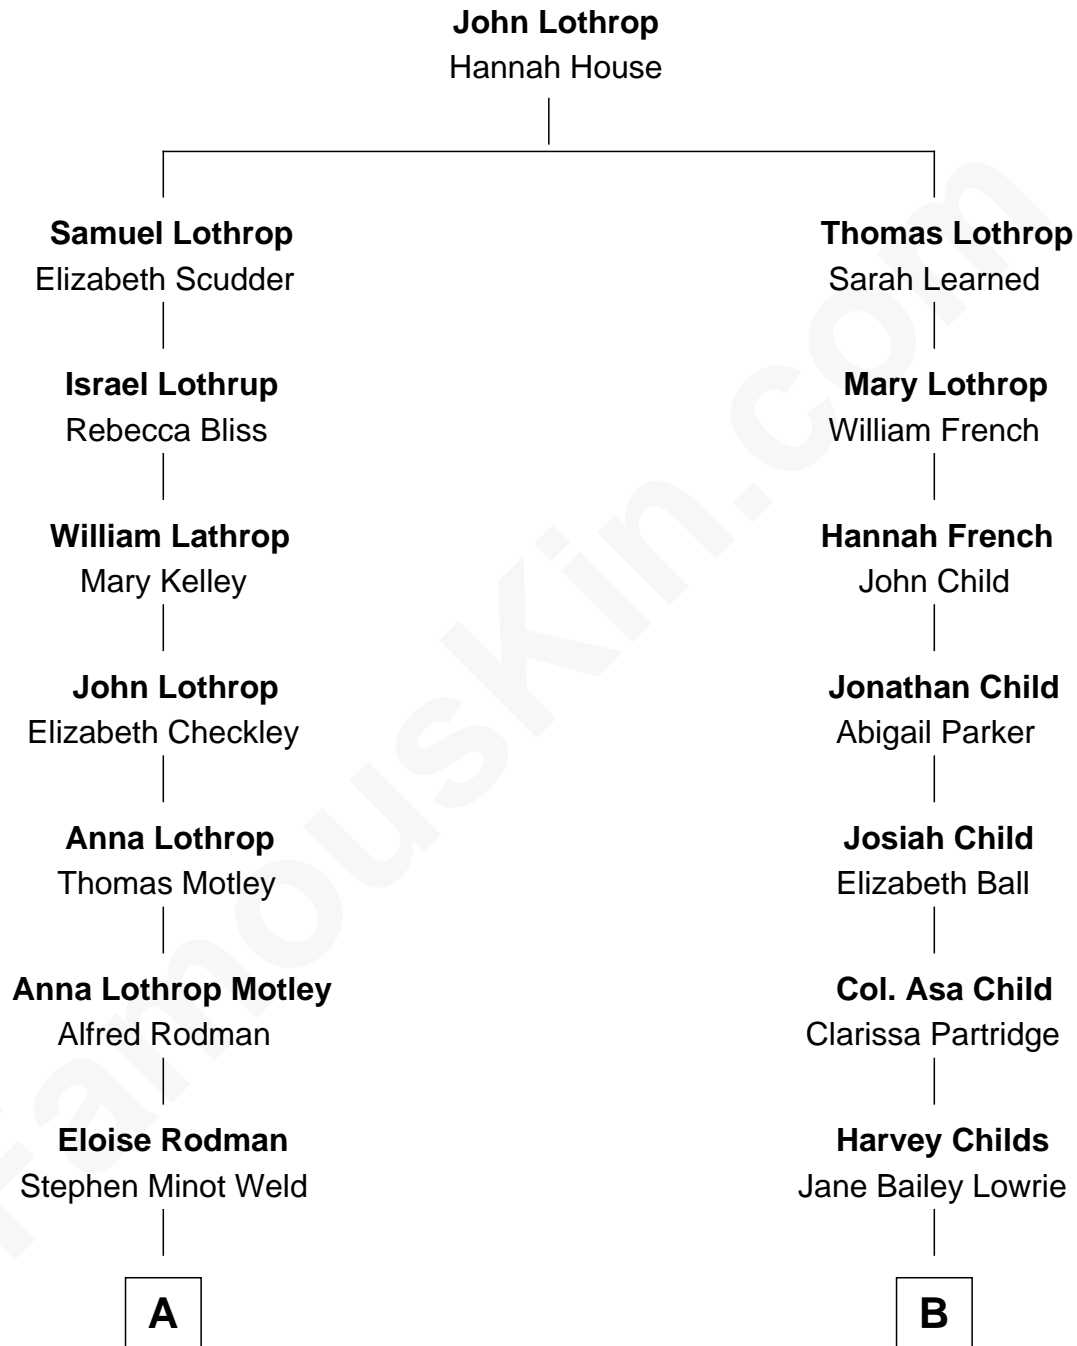 John Lothrop
Hannah House
Samuel Lothrop
Elizabeth Scudder
Thomas Lothrop
Sarah Learned
Israel Lothrup
Rebecca Bliss
Mary Lothrop
William French
William Lathrop
Mary Kelley
Hannah French
John Child
John Lothrop
Elizabeth Checkley
Jonathan Child
Abigail Parker
Anna Lothrop
Thomas Motley
Josiah Child
Elizabeth Ball
Anna Lothrop Motley
Alfred Rodman
Col. Asa Child
Clarissa Partridge
Eloise Rodman
Stephen Minot Weld
Harvey Childs
Jane Bailey Lowrie
A
B
FamousKin.com